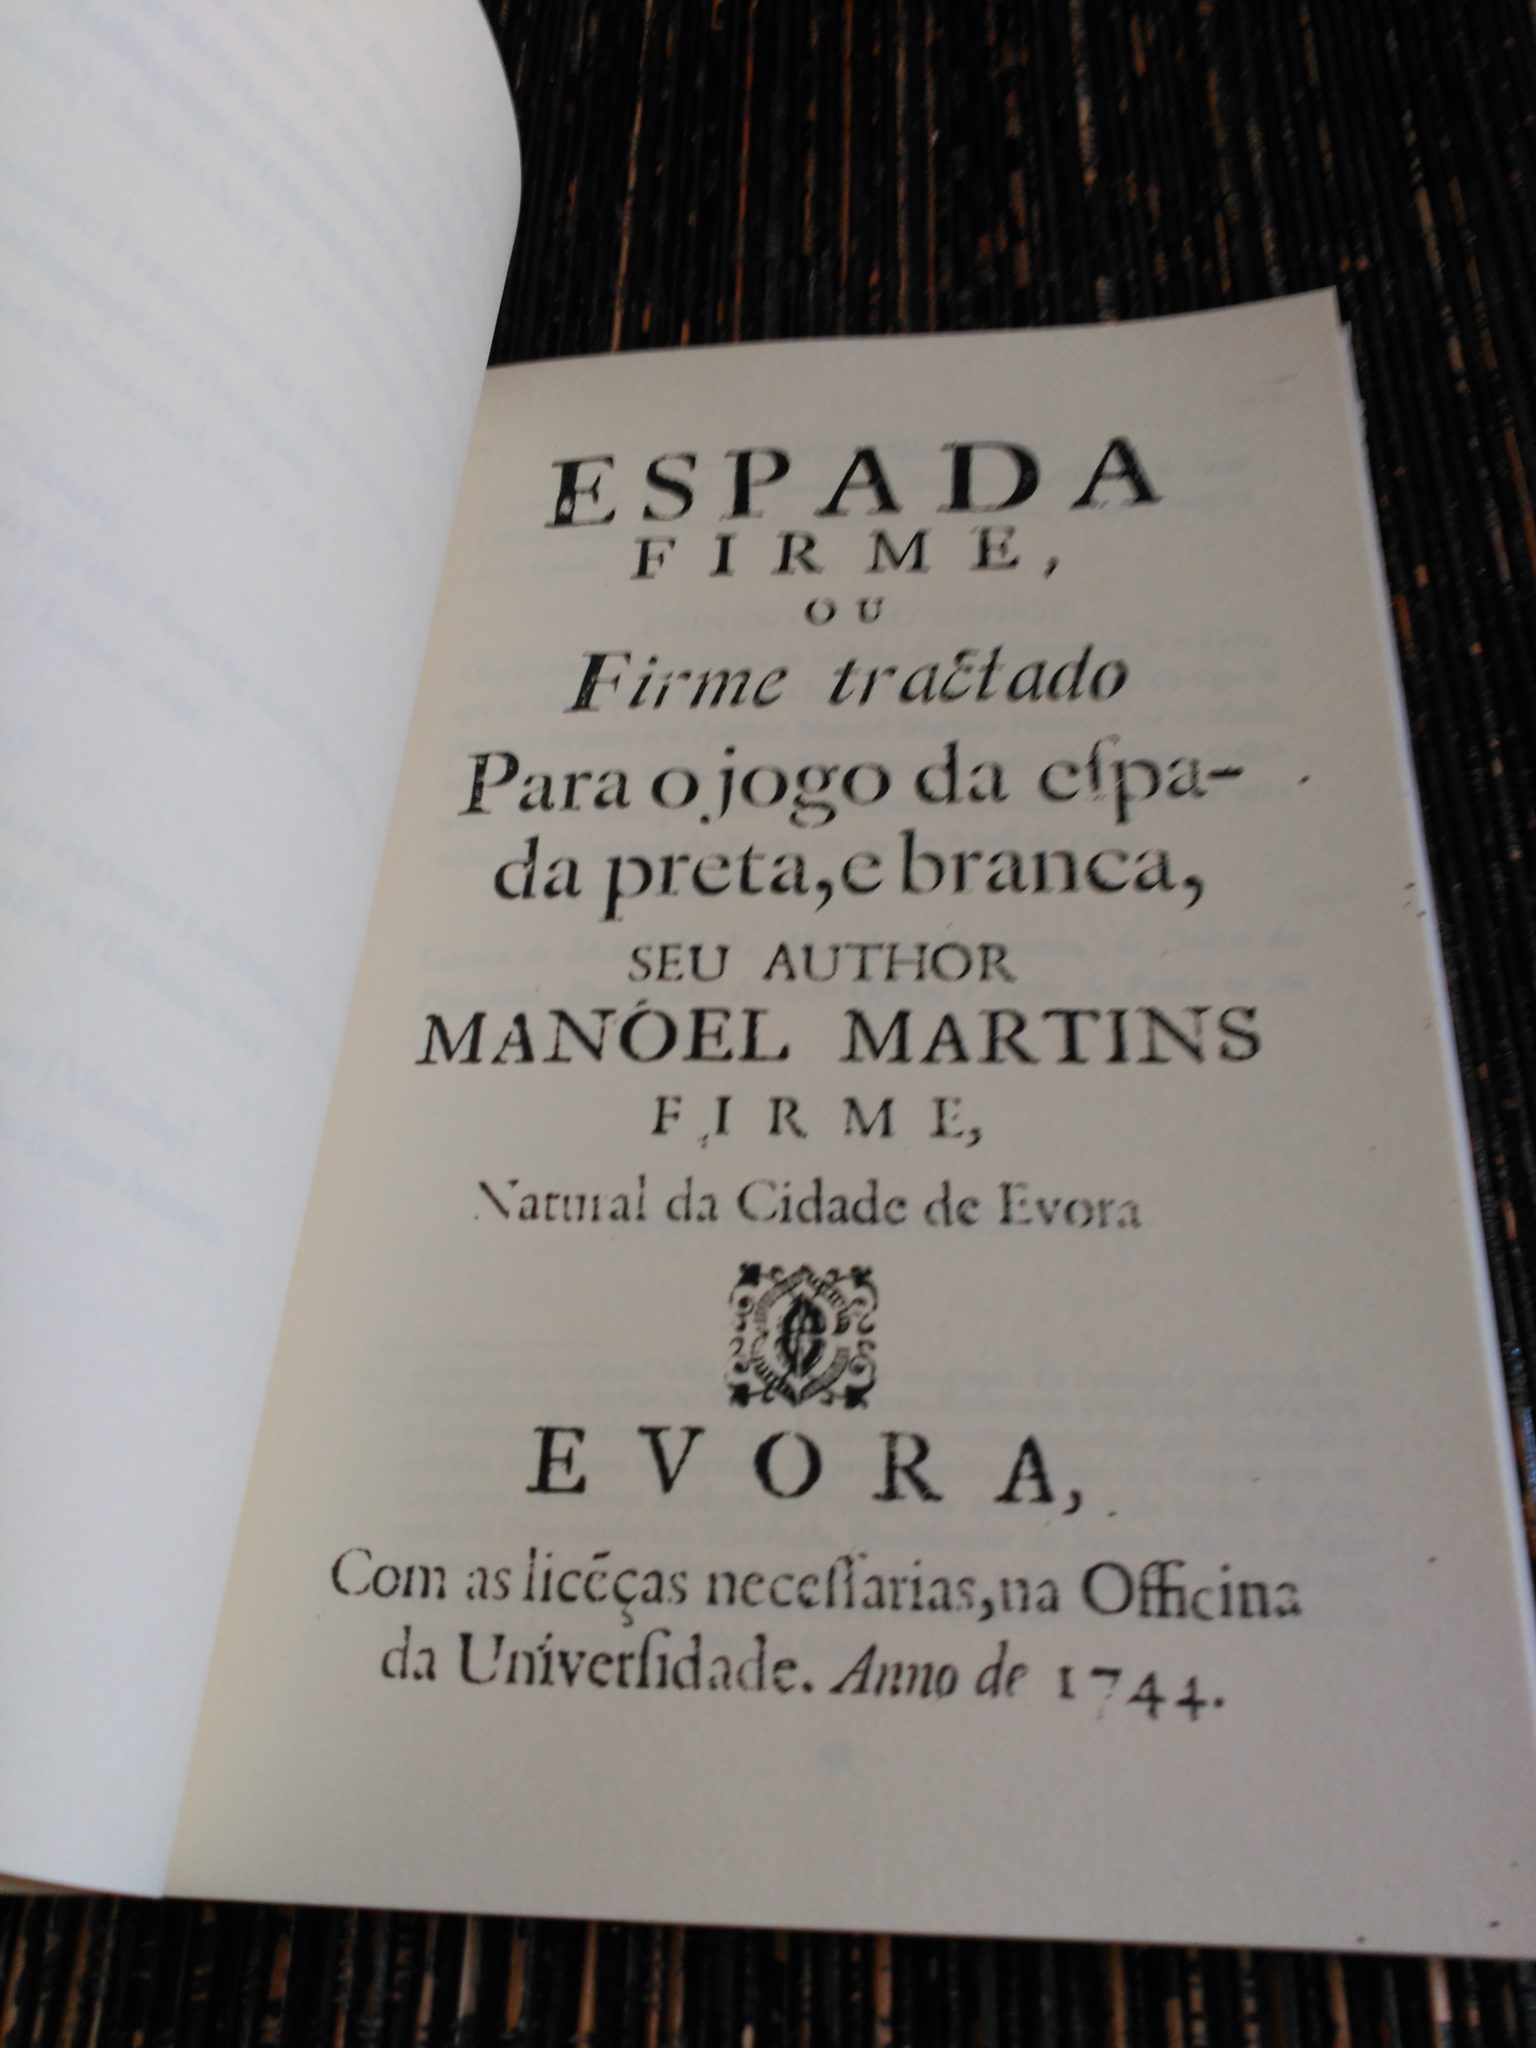 ESPADA
FIRME,
OU
Firme tractado
Para o jogo da eſpa-
da preta, e branca,
SEU AUTHOR
MANÓEL MARTINS
FIRME,
Natural da Cidade de Evora
EVORA,
Com as licẽças neceſſarias, na Officina
da Univerſidade. Anno de 1744.